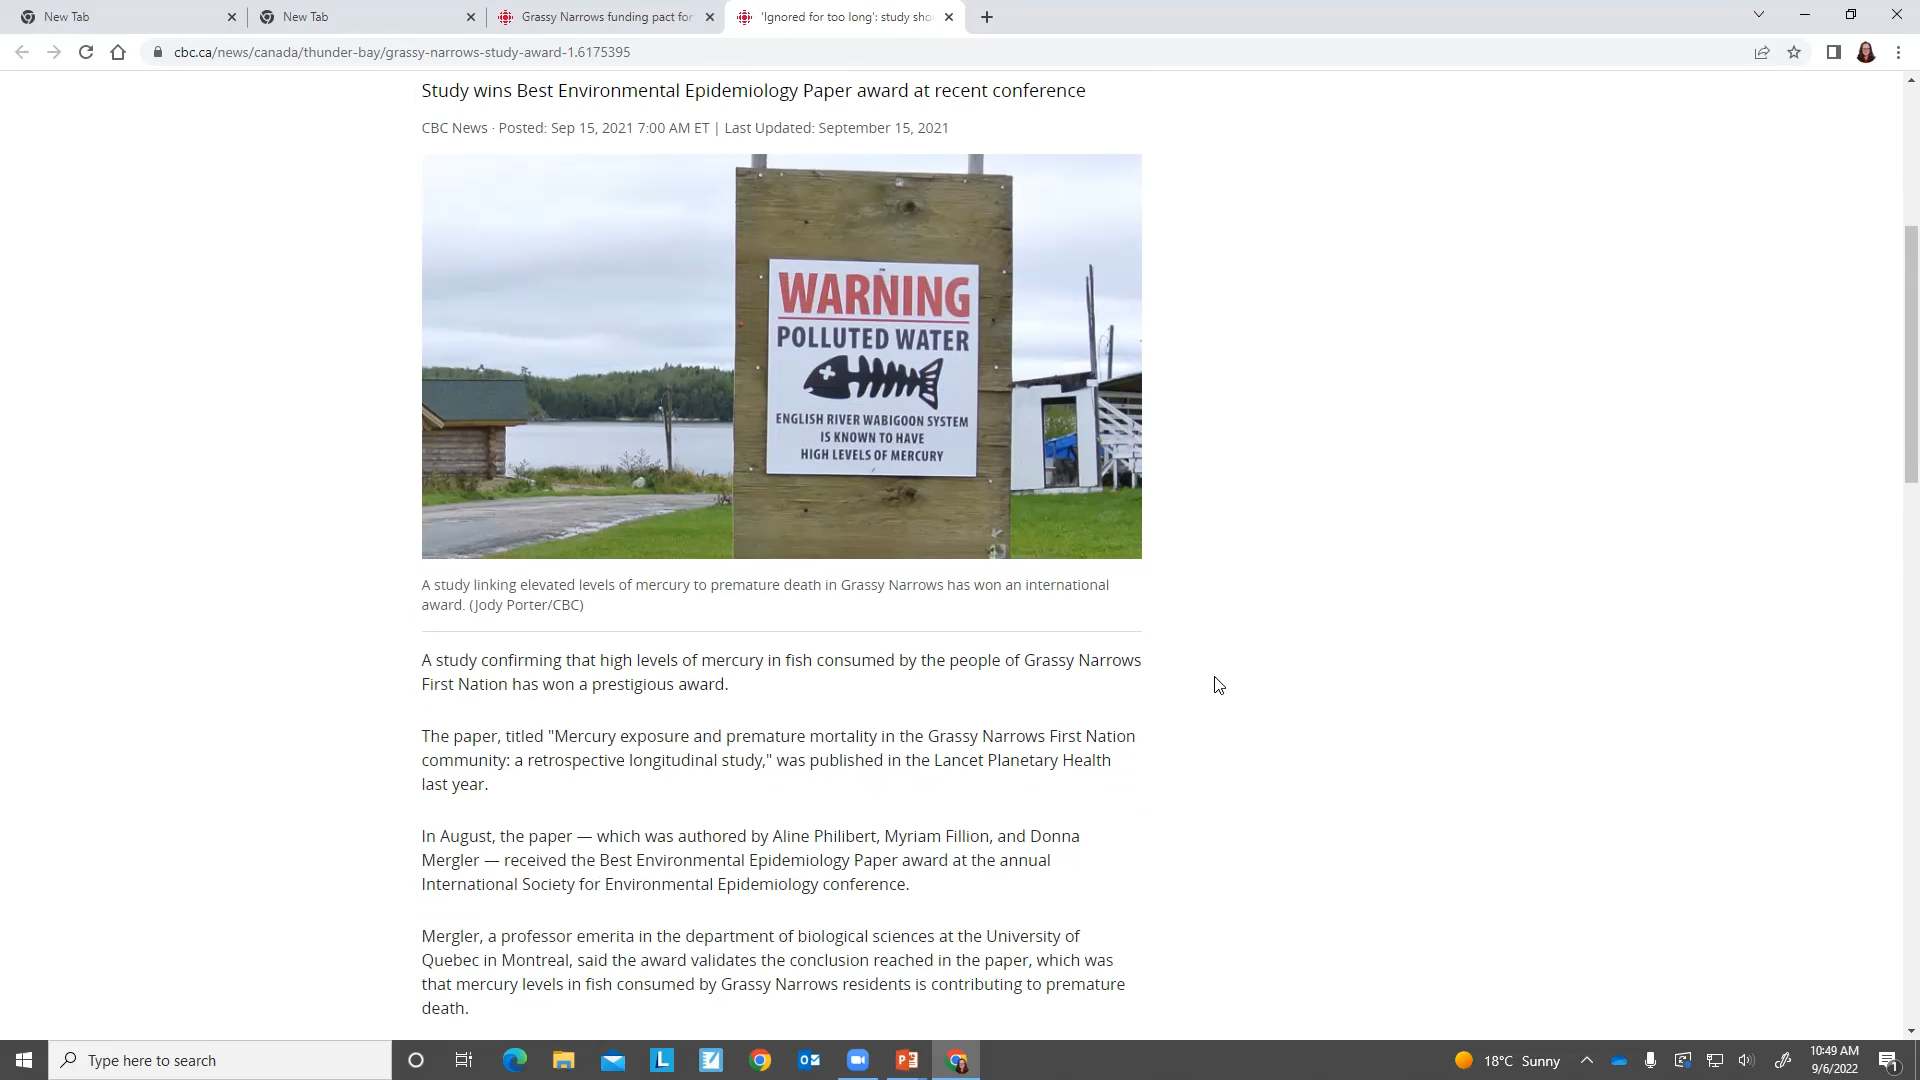 New Tab
New Tab
Grassy Narrows funding pact for
'Ignored for too long': study sho
cbc.ca/news/canada/thunder-bay/grassy-narrows-study-award-1.6175395
Study wins Best Environmental Epidemiology Paper award at recent conference
CBC News · Posted: Sep 15, 2021 7:00 AM ET | Last Updated: September 15, 2021
WARNING
POLLUTED WATER
ENGLISH RIVER WABIGOON SYSTEM
IS KNOWN TO HAVE
HIGH LEVELS OF MERCURY
A study linking elevated levels of mercury to premature death in Grassy Narrows has won an international
award. (Jody Porter/CBC)
A study confirming that high levels of mercury in fish consumed by the people of Grassy Narrows
First Nation has won a prestigious award.
The paper, titled "Mercury exposure and premature mortality in the Grassy Narrows First Nation
community: a retrospective longitudinal study," was published in the Lancet Planetary Health
last year.
In August, the paper — which was authored by Aline Philibert, Myriam Fillion, and Donna
Mergler — received the Best Environmental Epidemiology Paper award at the annual
International Society for Environmental Epidemiology conference.
Mergler, a professor emerita in the department of biological sciences at the University of
Quebec in Montreal, said the award validates the conclusion reached in the paper, which was
that mercury levels in fish consumed by Grassy Narrows residents is contributing to premature
death.
Type here to search
L
18°C Sunny
10:49 AM
9/6/2022
1